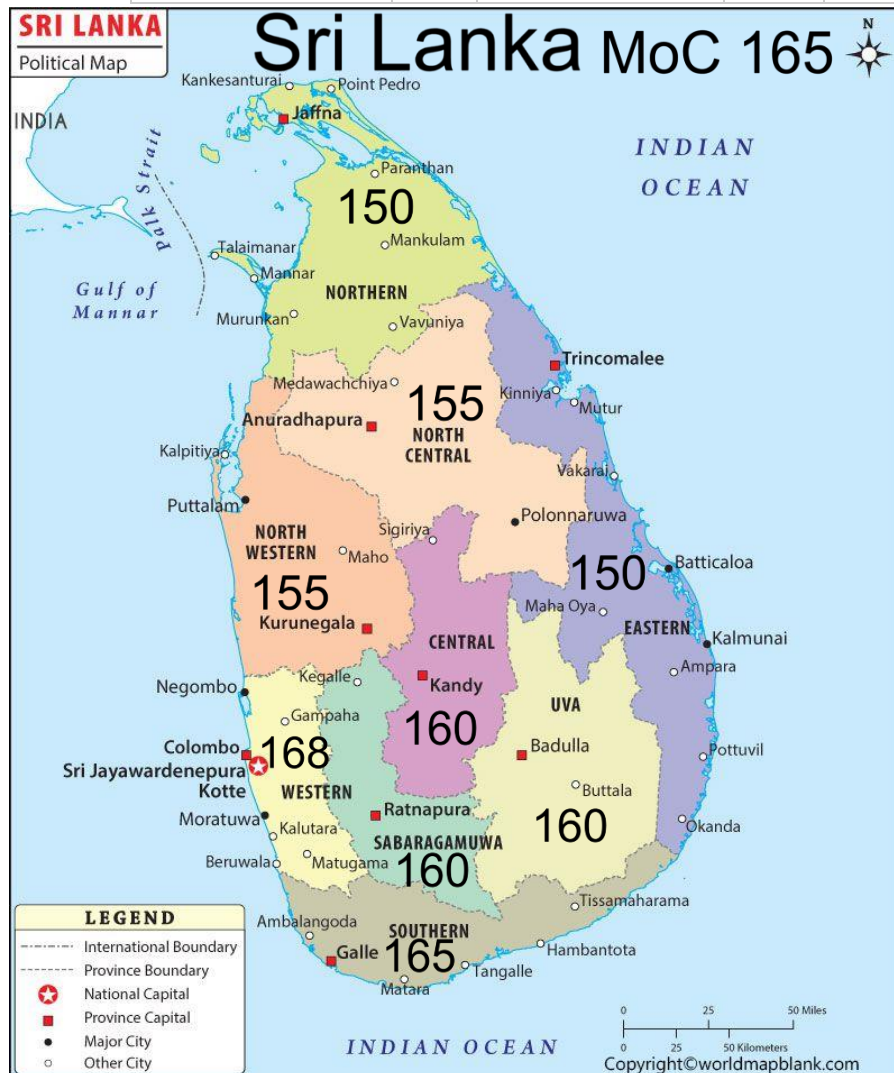 SRI LANKA
Political Map
Sri Lanka MoC 165
N
INDIA
Kankesanturai
Point Pedro
Jaffna
INDIAN
OCEAN
Palk Strait
Paranthan
150
Mankulam
Talaimanar
Mannar
Gulf of
Mannar
NORTHERN
Murunkan
Vavuniya
Trincomalee
Medawachchiya
155
Kinniya
Mutur
Anuradhapura
NORTH
CENTRAL
Kalpitiya
Vakarai
Puttalam
Polonnaruwa
NORTH
WESTERN
Sigiriya
Maho
155
150
Batticaloa
Maha Oya
Kurunegala
EASTERN
CENTRAL
Kalmunai
Kegalle
Kandy
Ampara
Negombo
UVA
Gampaha
160
Colombo
168
Badulla
Pottuvil
Sri Jayawardenepura
Kotte
WESTERN
Buttala
Moratuwa
Ratnapura
160
Okanda
Kalutara
SABARAGAMUWA
Beruwala
Matugama
160
Tissamaharama
LEGEND
International Boundary
Province Boundary
National Capital
Province Capital
Major City
Other City
Ambalangoda
SOUTHERN
Galle
165
Hambantota
Tangalle
Matara
0 25 50 Miles
0 25 50 Kilometers
INDIAN OCEAN
Copyright©worldmapblank.com